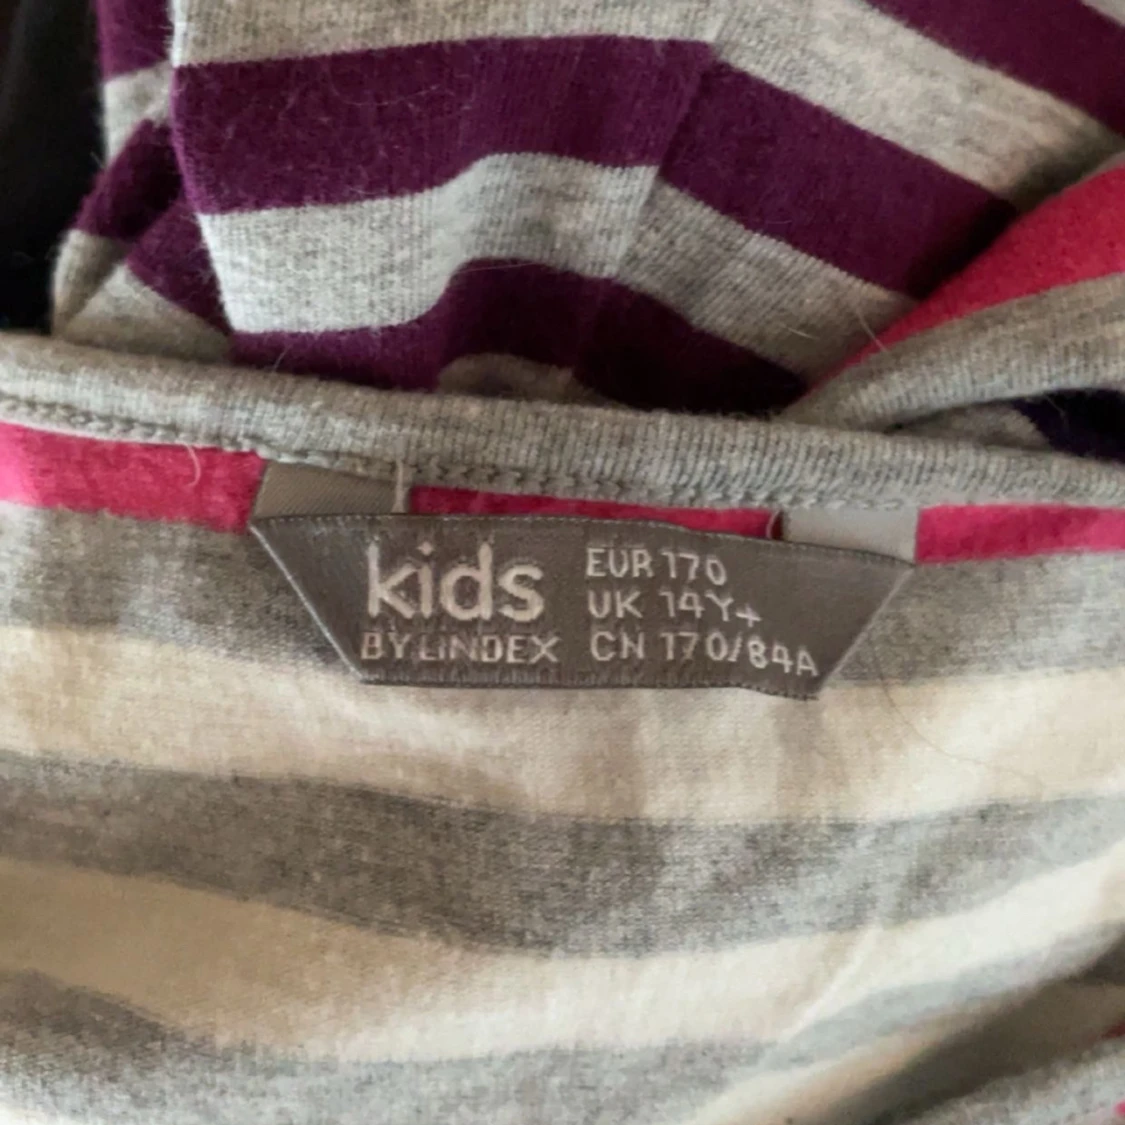 kids
BY LINDEX
EUR 170
UK 14Y+
CN 170/84A